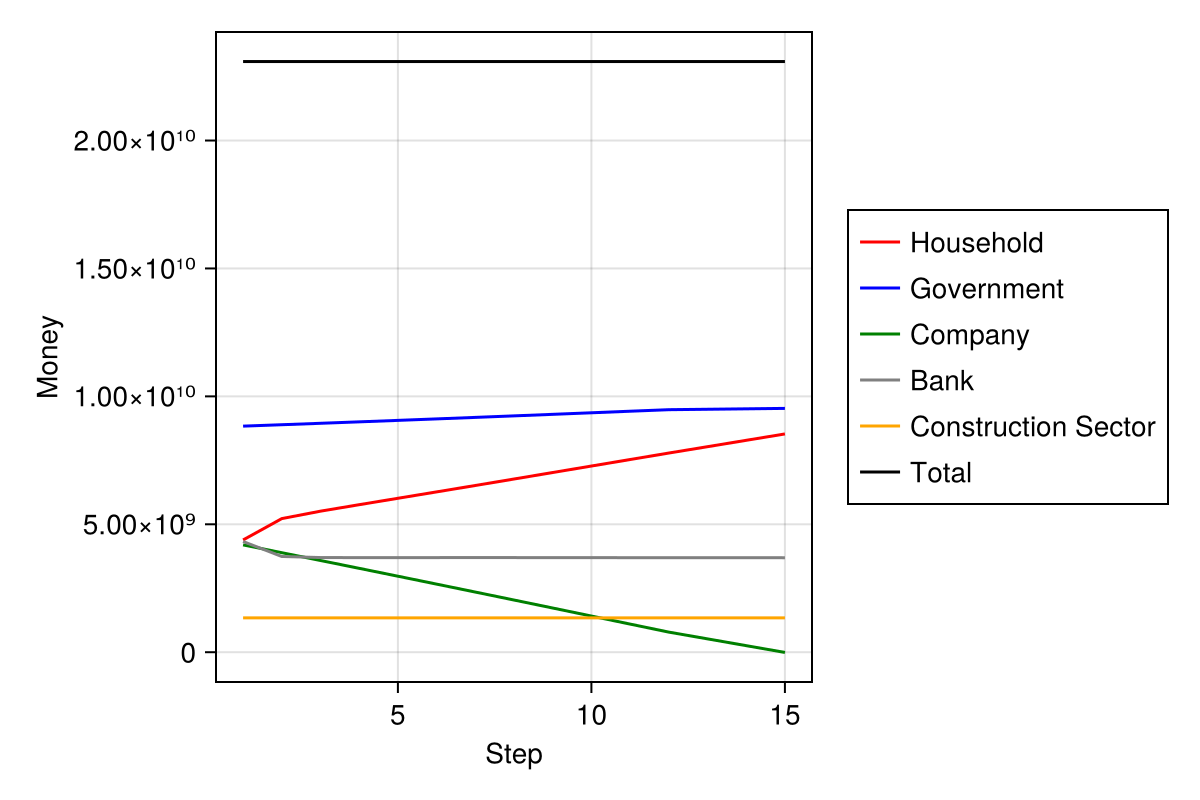 2.00×10¹⁰
1.50×10¹⁰
1.00×10¹⁰
5.00×10⁹
0
Money
5 10 15
Step
Household
Government
Company
Bank
Construction Sector
Total